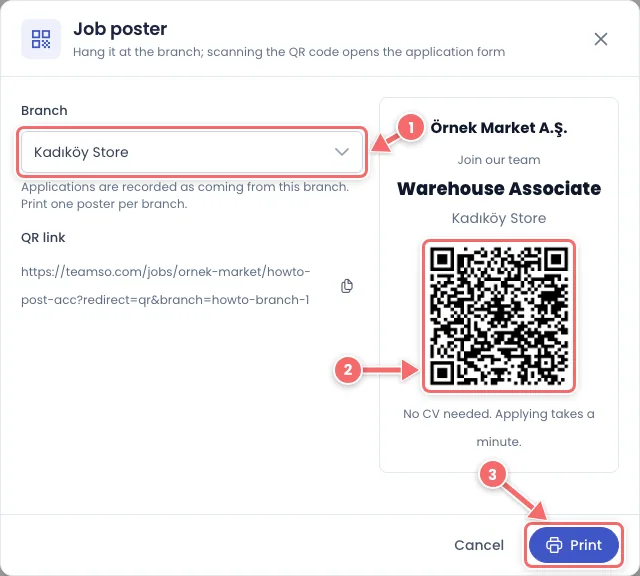 Job poster
Hang it at the branch; scanning the QR code opens the application form
Branch
Kadıköy Store
Applications are recorded as coming from this branch.
Print one poster per branch.
QR link
https://teamso.com/jobs/ornek-market/howto-
post-acc?redirect=qr&branch=howto-branch-1
1
Örnek Market A.Ş.
Join our team
Warehouse Associate
Kadıköy Store
2
No CV needed. Applying takes a
minute.
3
Cancel
Print